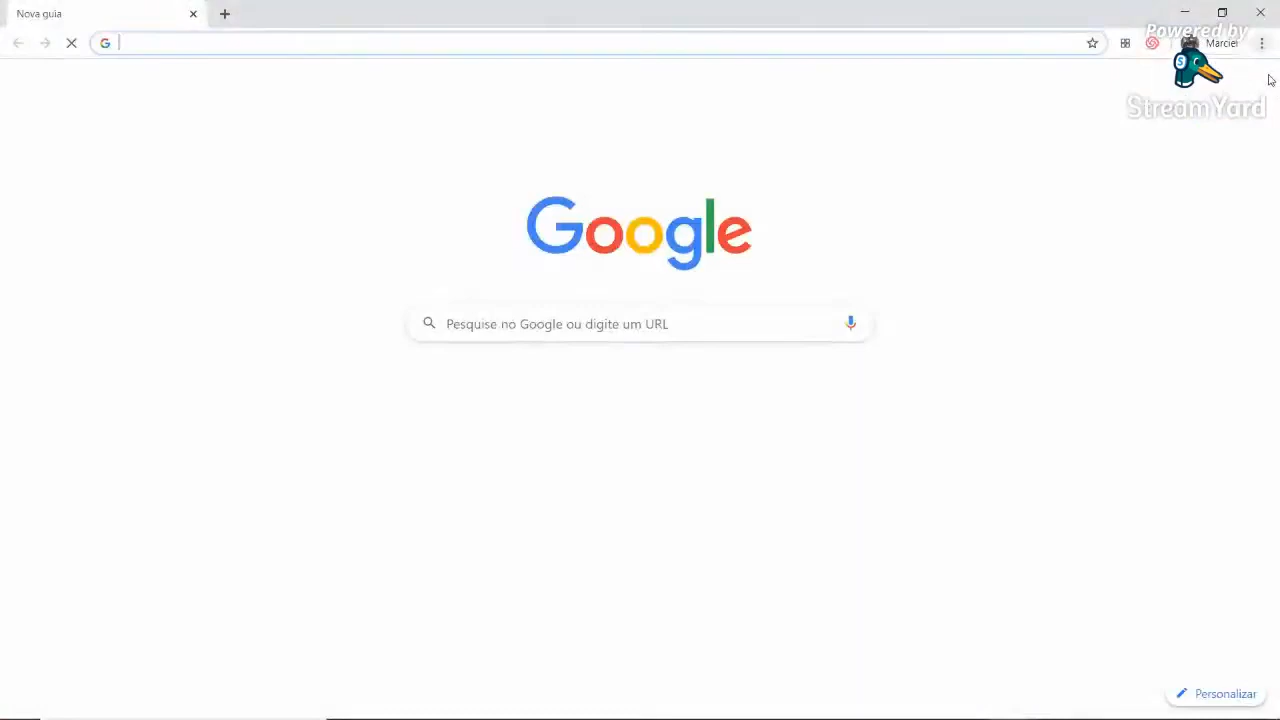 Nova guia
Powered by
Marciel
StreamYard
Google
Pesquise no Google ou digite um URL
Personalizar